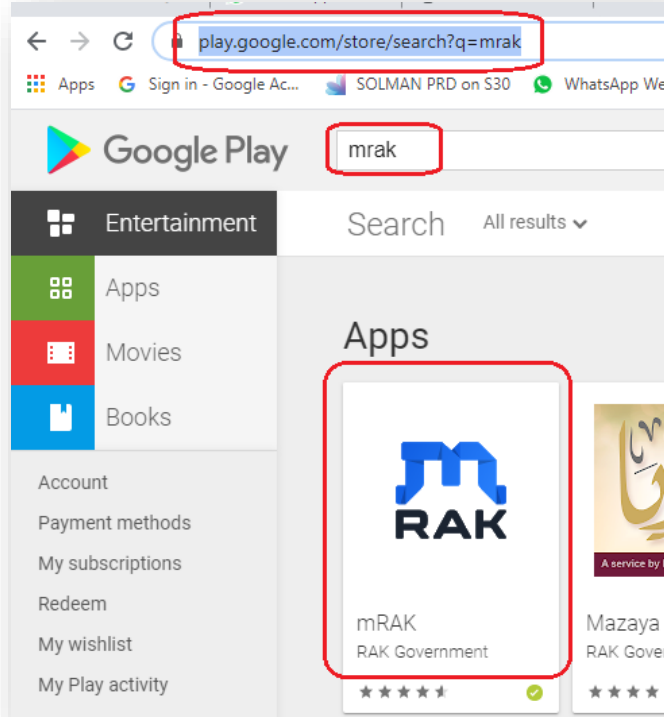 play.google.com/store/search?q=mrak
Apps
Sign in - Google Ac...
SOLMAN PRD on S30
WhatsApp We
Google Play
mrak
Entertainment
Search
All results
Apps
Movies
Books
Account
Payment methods
My subscriptions
Redeem
My wishlist
My Play activity
Apps
m
RAK
mRAK
RAK Government
A service by
Mazaya
RAK Gover